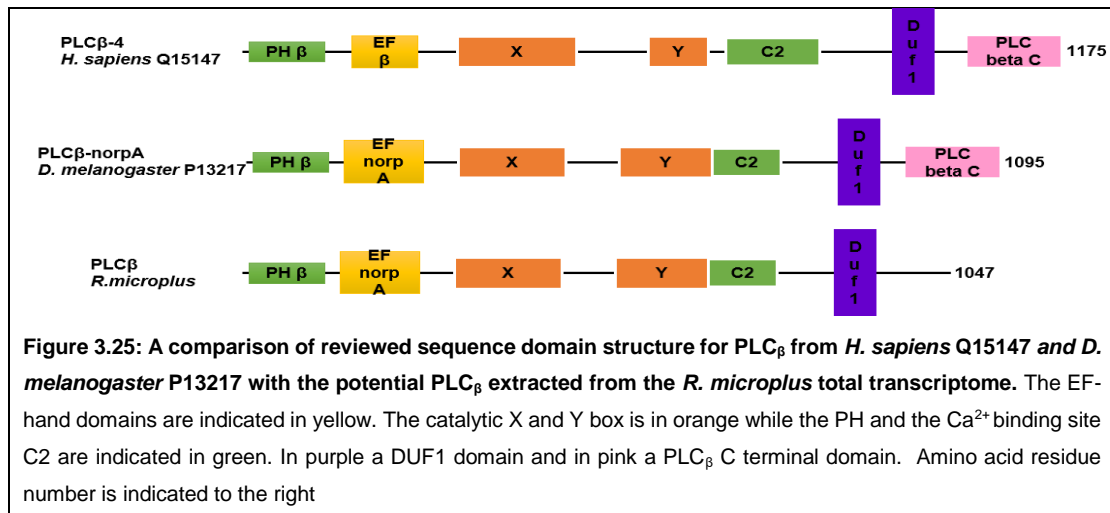 PLCβ-4
H. sapiens Q15147
PH β
EF
β
X
Y
C2
D
u
f
1
PLC
beta C
1175
PLCβ-norpA
D. melanogaster P13217
PH β
EF
norp
A
X
Y
C2
D
u
f
1
PLC
beta C
1095
PLCβ
R.microplus
PH β
EF
norp
A
X
Y
C2
D
u
f
1
1047
Figure 3.25: A comparison of reviewed sequence domain structure for PLCβ from H. sapiens Q15147 and D.
melanogaster P13217 with the potential PLCβ extracted from the R. microplus total transcriptome. The EF-
hand domains are indicated in yellow. The catalytic X and Y box is in orange while the PH and the Ca²⁺ binding site
C2 are indicated in green. In purple a DUF1 domain and in pink a PLCβ C terminal domain. Amino acid residue
number is indicated to the right